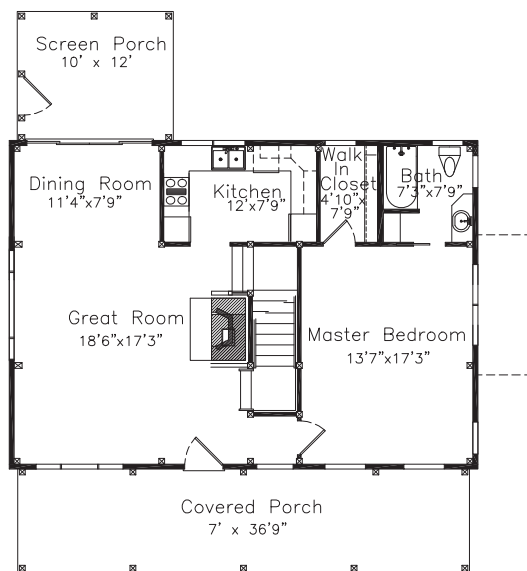 Screen Porch
10' x 12'
Dining Room
11'4"x7'9"
Kitchen
12'x7'9"
Walk
In
Closet
4'10"x
7'9"
Bath
7'3"x7'9"
Great Room
18'6"x17'3"
Master Bedroom
13'7"x17'3"
Covered Porch
7' x 36'9"